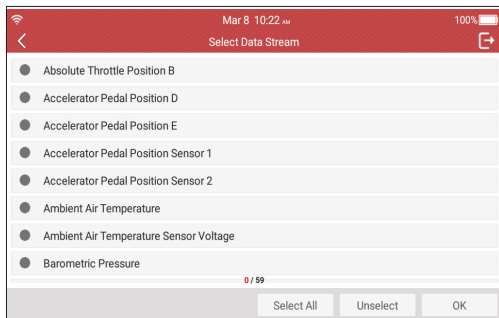 Mar 8 10:22 AM
100%
Select Data Stream
Absolute Throttle Position B
Accelerator Pedal Position D
Accelerator Pedal Position E
Accelerator Pedal Position Sensor 1
Accelerator Pedal Position Sensor 2
Ambient Air Temperature
Ambient Air Temperature Sensor Voltage
Barometric Pressure
0 / 59
Select All
Unselect
OK